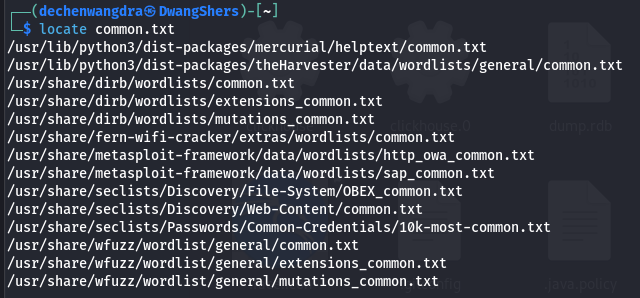 ┌──(dechenwangdra㉿DwangShers)-[~]
└─$ locate common.txt
/usr/lib/python3/dist-packages/mercurial/helptext/common.txt
/usr/lib/python3/dist-packages/theHarvester/data/wordlists/general/common.txt
/usr/share/dirb/wordlists/common.txt
/usr/share/dirb/wordlists/extensions_common.txt
/usr/share/dirb/wordlists/mutations_common.txt
/usr/share/fern-wifi-cracker/extras/wordlists/common.txt
/usr/share/metasploit-framework/data/wordlists/http_owa_common.txt
/usr/share/metasploit-framework/data/wordlists/sap_common.txt
/usr/share/seclists/Discovery/File-System/OBEX_common.txt
/usr/share/seclists/Discovery/Web-Content/common.txt
/usr/share/seclists/Passwords/Common-Credentials/10k-most-common.txt
/usr/share/wfuzz/wordlist/general/common.txt
/usr/share/wfuzz/wordlist/general/extensions_common.txt
/usr/share/wfuzz/wordlist/general/mutations_common.txt
dump.rdb
.java.policy